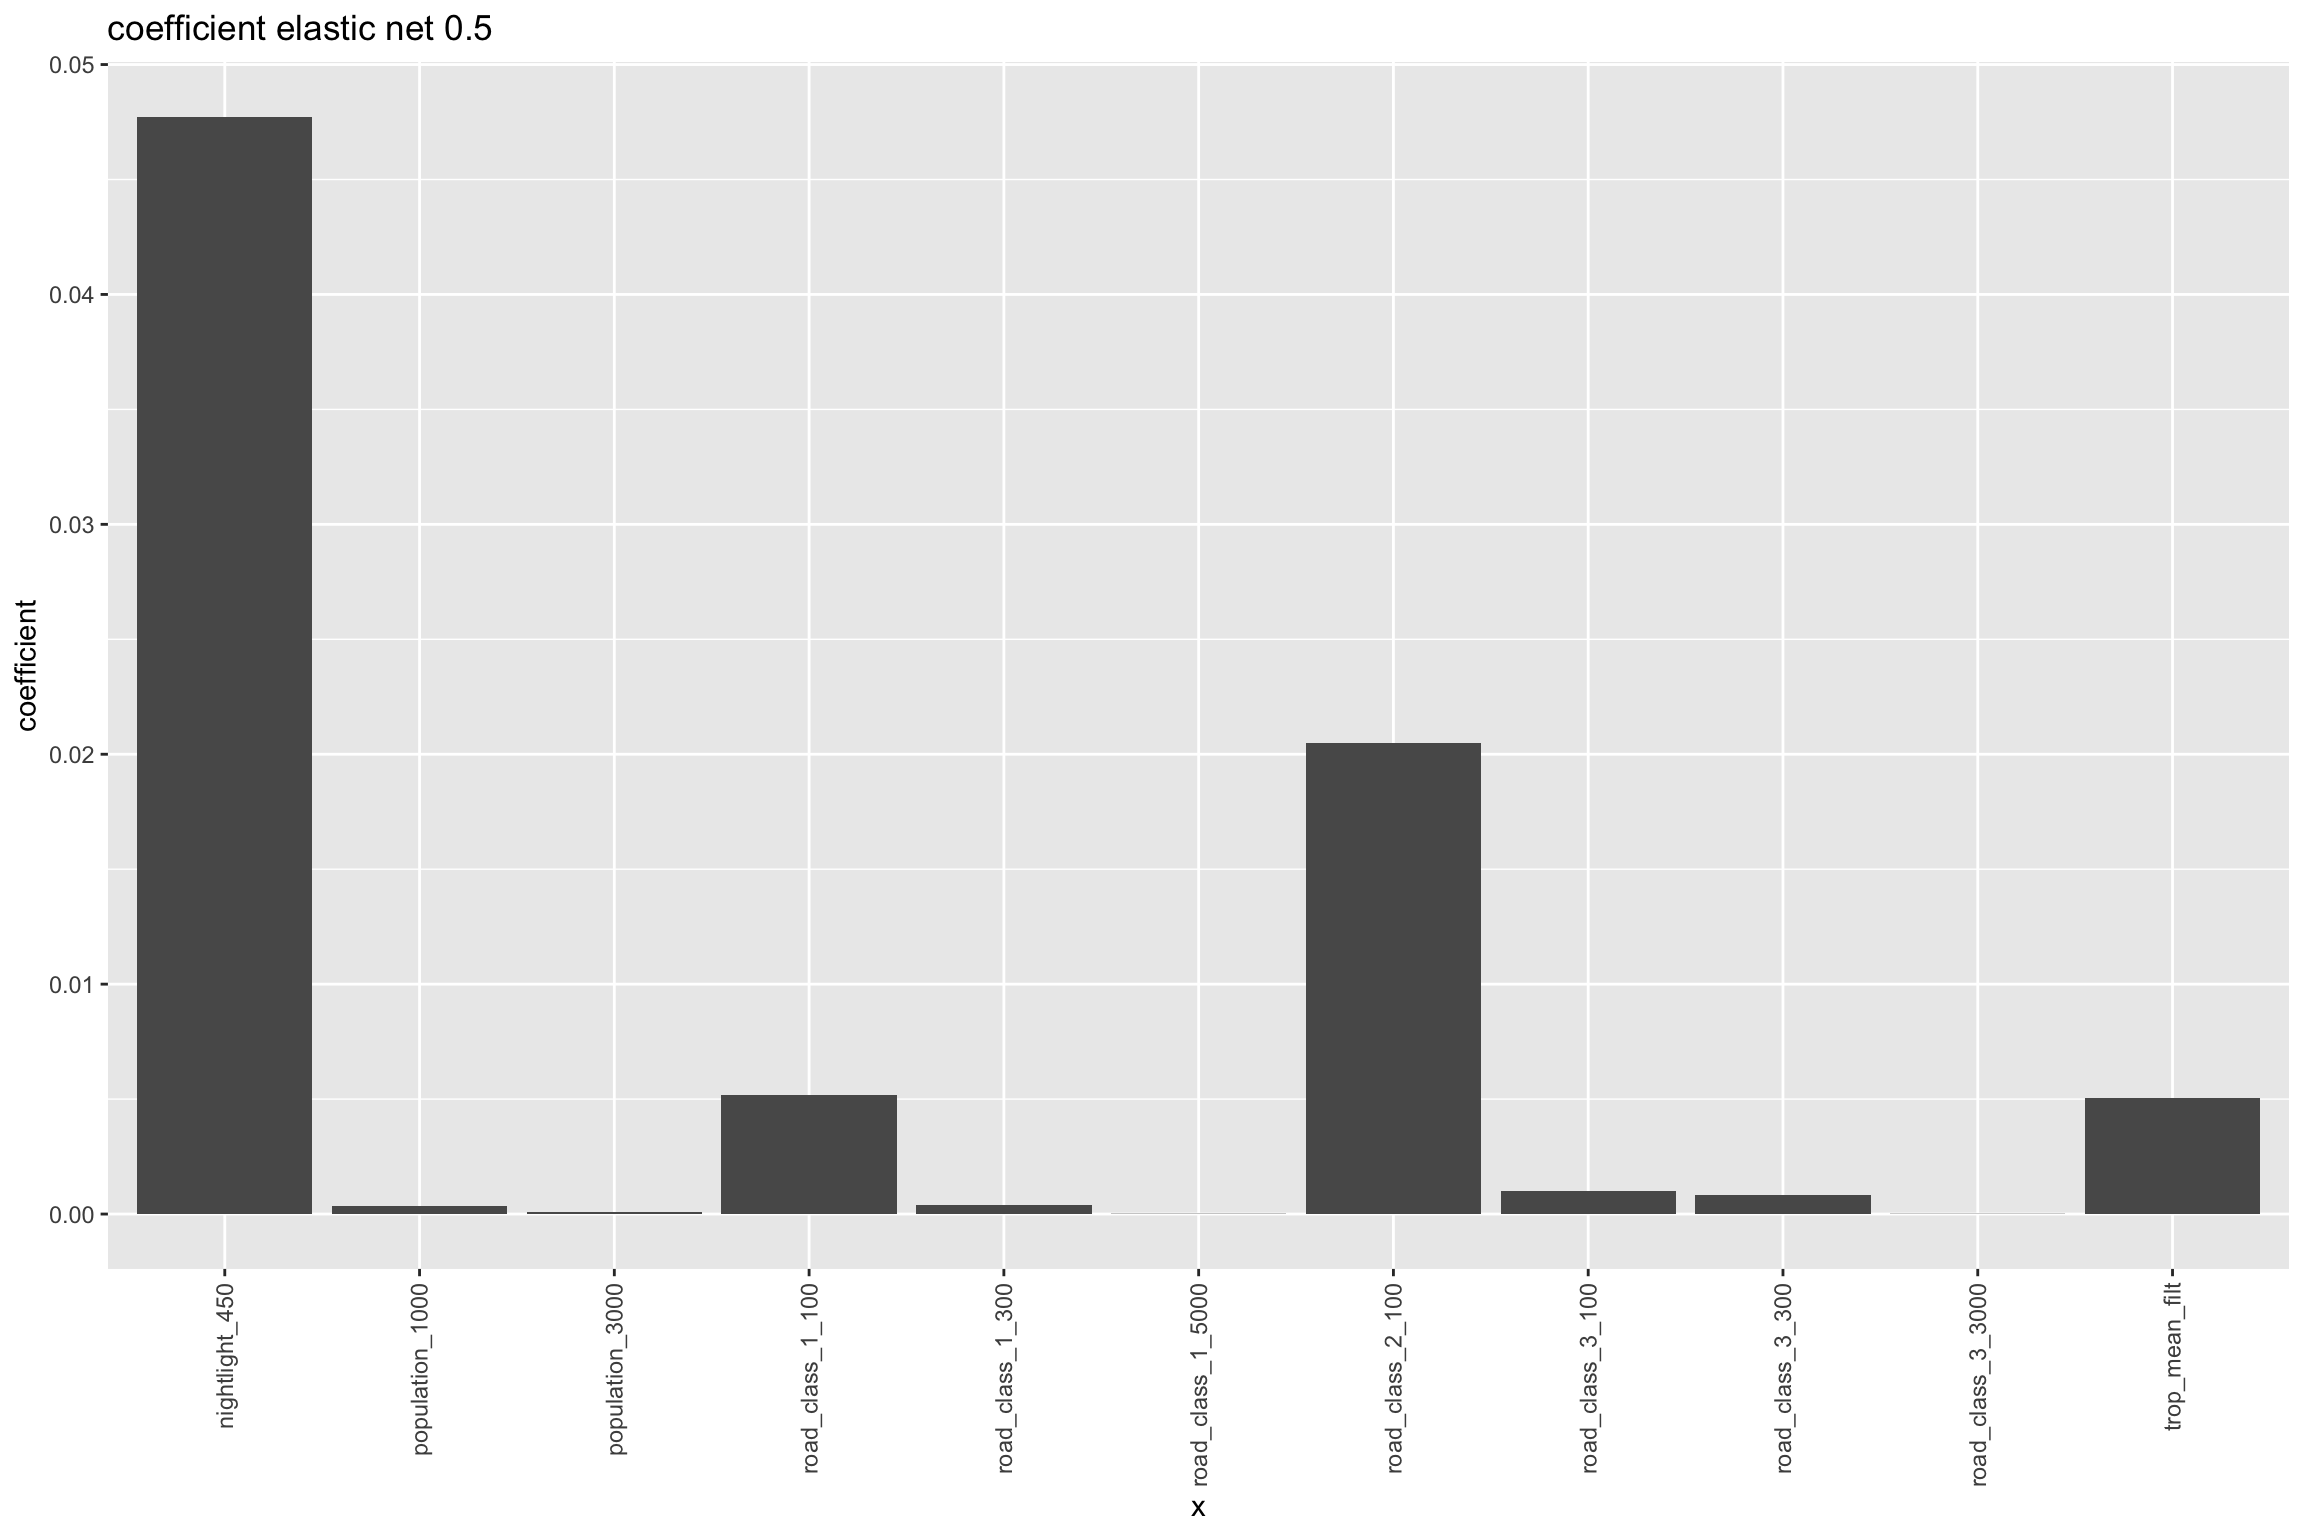 coefficient elastic net 0.5
0.05
0.04
0.03
0.02
0.01
0.00
coefficient
nightlight_450
population_1000
population_3000
road_class_1_100
road_class_1_300
road_class_1_5000
road_class_2_100
road_class_3_100
road_class_3_300
road_class_3_3000
trop_mean_filt
x